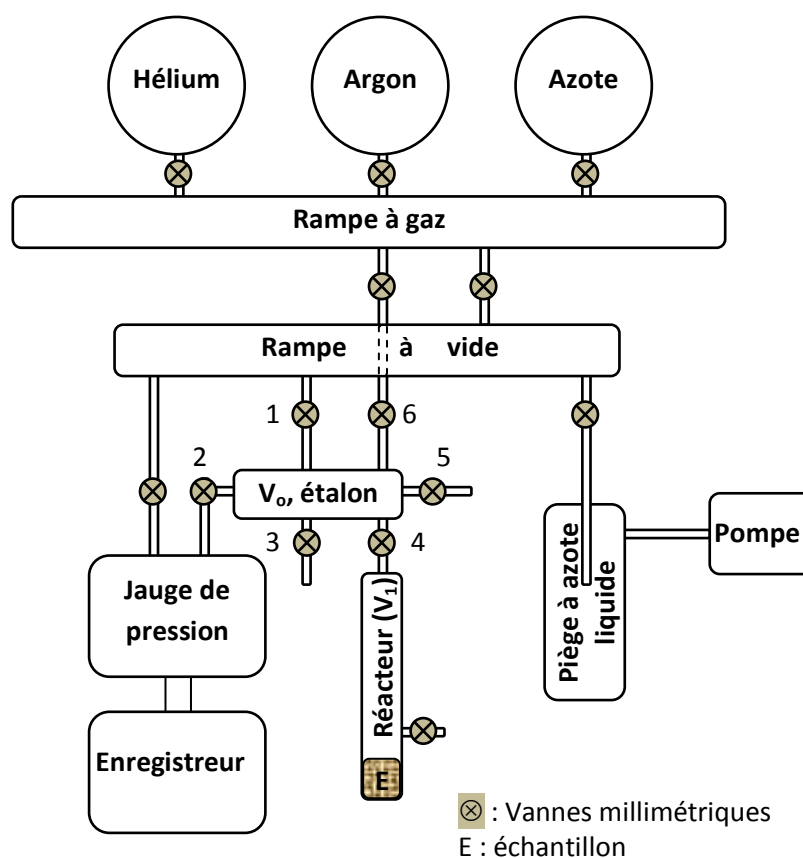 Hélium
Argon
Azote
Rampe à gaz
Rampe à vide
1
6
2
5
V₀, étalon
3
4
Jauge de
pression
Réacteur (V₁)
Piège à azote
liquide
Pompe
Enregistreur
E
: Vannes millimétriques
E : échantillon